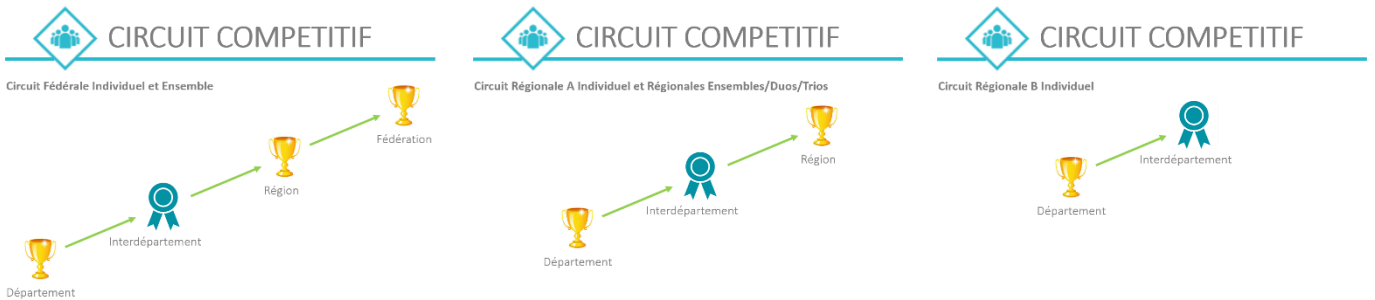 CIRCUIT COMPETITIF
Circuit Fédérale Individuel et Ensemble
Fédération
Région
Interdépartement
Département
CIRCUIT COMPETITIF
Circuit Régionale A Individuel et Régionales Ensembles/Duos/Trios
Région
Interdépartement
Département
CIRCUIT COMPETITIF
Circuit Régionale B Individuel
Interdépartement
Département